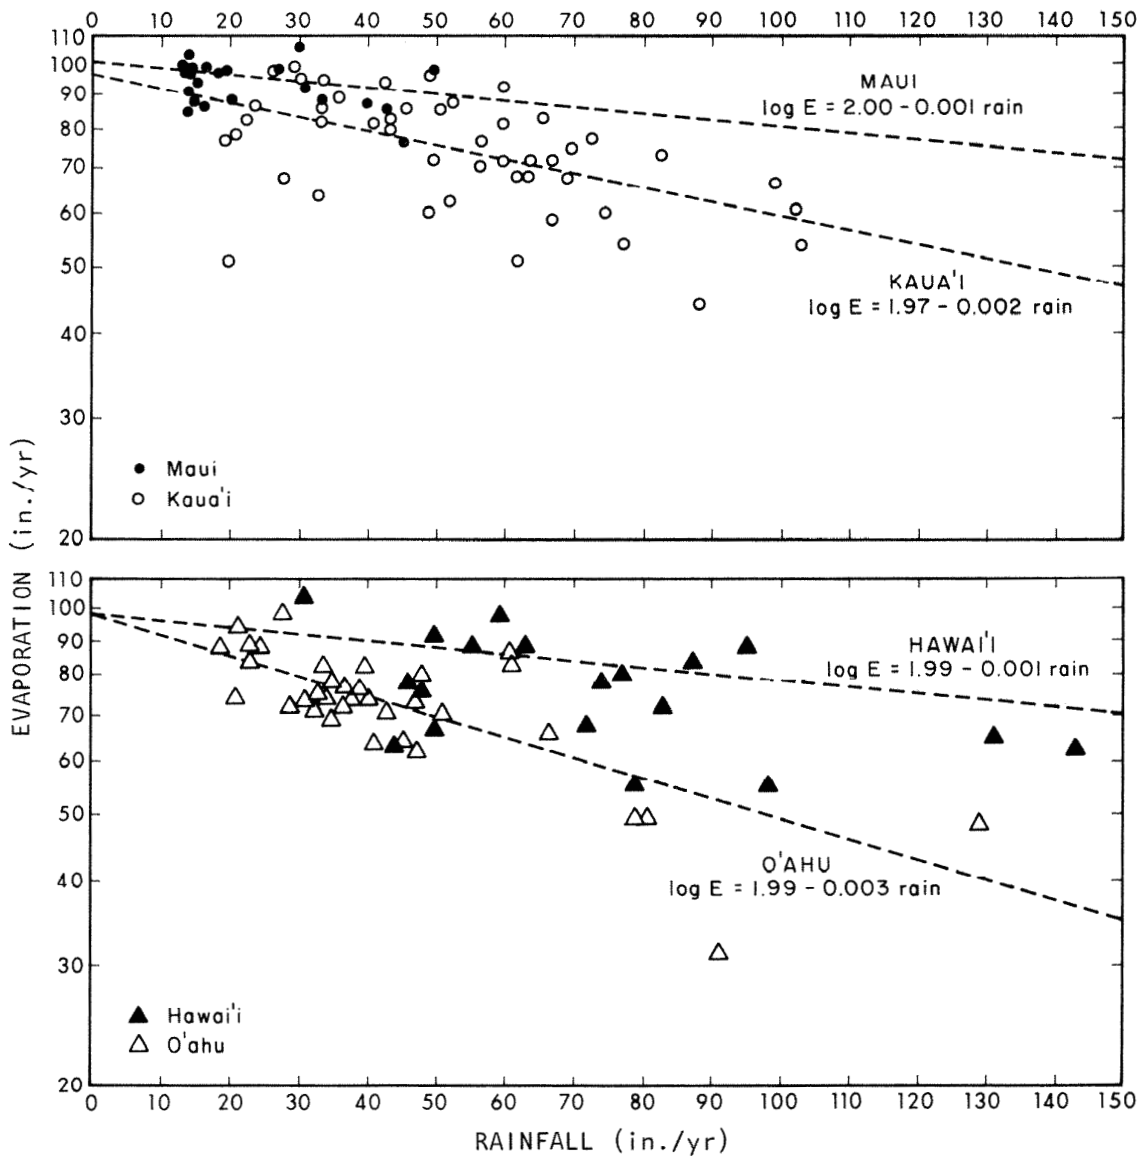 0 10 20 30 40 50 60 70 80 90 100 110 120 130 140 150
110
100
90
80
70
60
50
40
30
20
MAUI
log E = 2.00 - 0.001 rain
KAUA'I
log E = 1.97 - 0.002 rain
Maui
Kaua'i
EVAPORATION (in./yr)
110
100
90
80
70
60
50
40
30
20
HAWAI'I
log E = 1.99 - 0.001 rain
O'AHU
log E = 1.99 - 0.003 rain
Hawai'i
O'ahu
0 10 20 30 40 50 60 70 80 90 100 110 120 130 140 150
RAINFALL (in./yr)